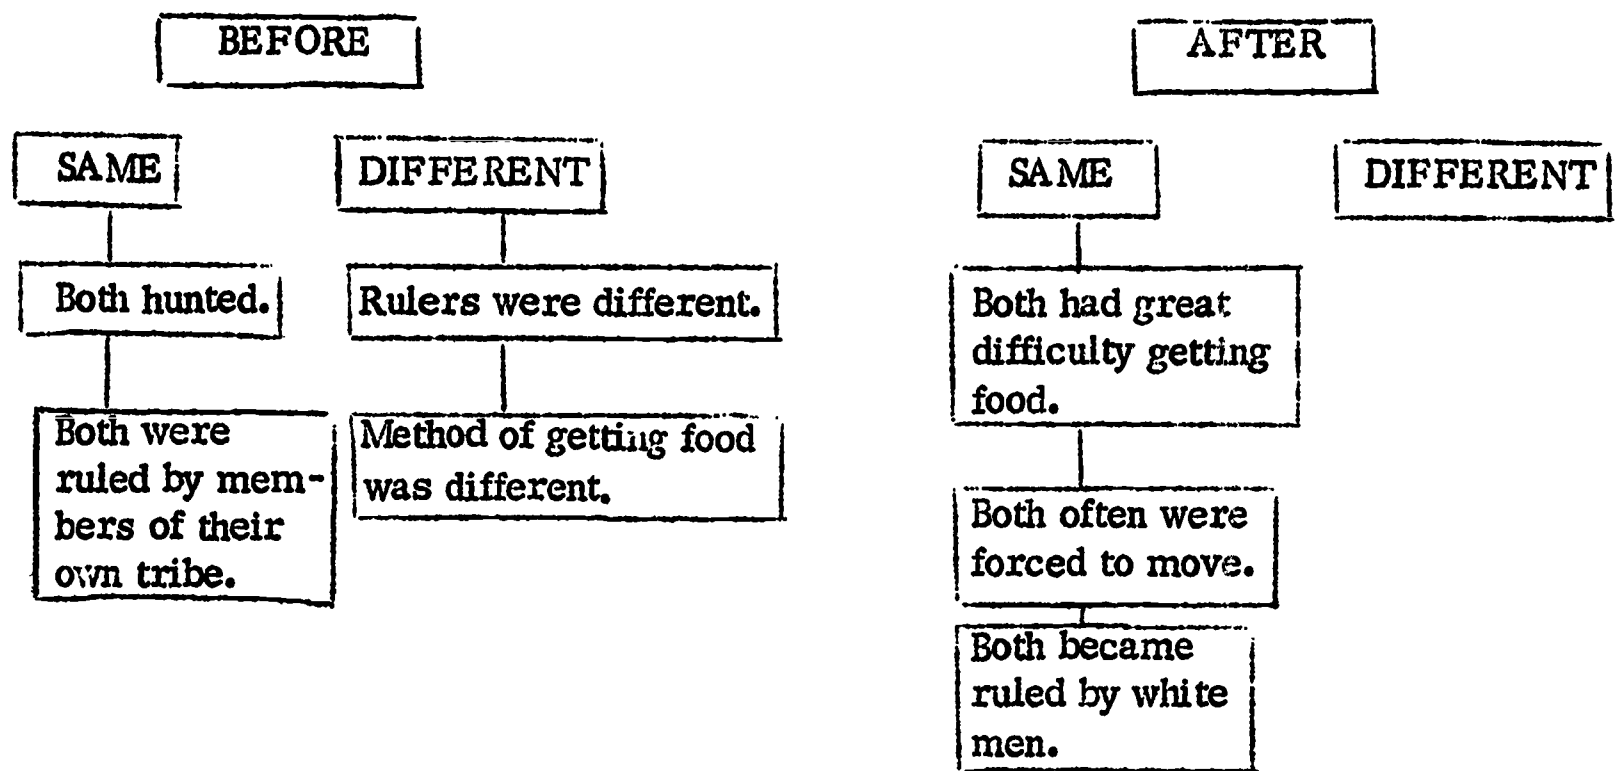 BEFORE
SAME
DIFFERENT
Both hunted.
Rulers were different.
Both were
ruled by mem-
bers of their
own tribe.
Method of getting food
was different.
AFTER
SAME
DIFFERENT
Both had great
difficulty getting
food.
Both often were
forced to move.
Both became
ruled by white
men.